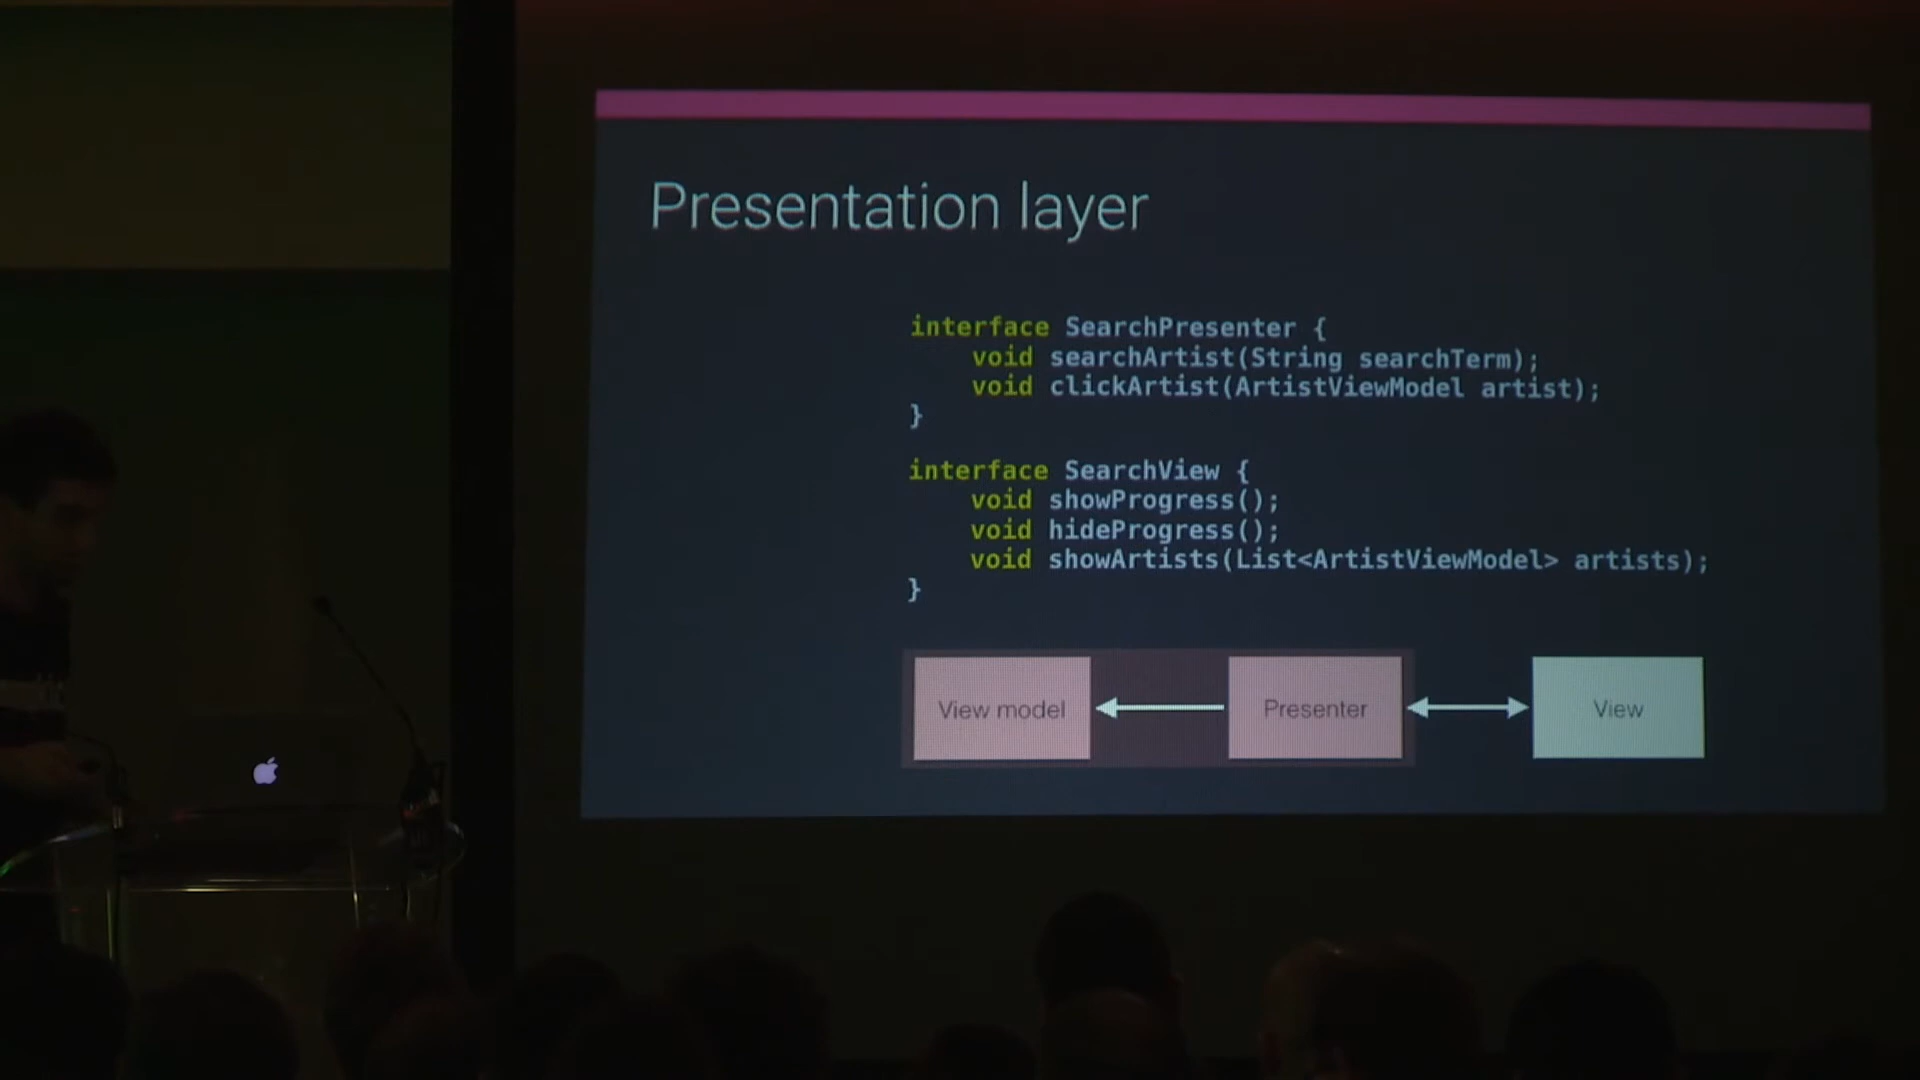 Presentation layer
interface SearchPresenter {
void searchArtist(String searchTerm);
void clickArtist(ArtistViewModel artist);
}
interface SearchView {
void showProgress();
void hideProgress();
void showArtists(List<ArtistViewModel> artists);
}
View model
Presenter
View